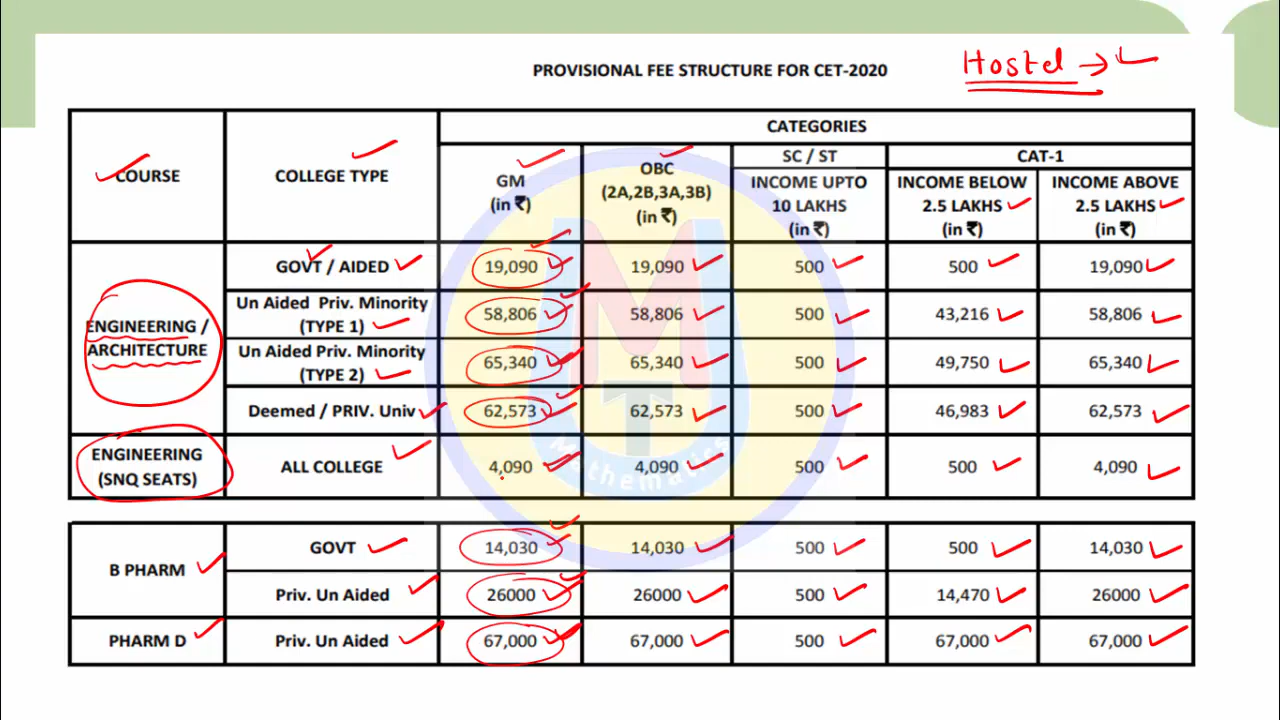 PROVISIONAL FEE STRUCTURE FOR CET-2020
Hostel →
COURSE
COLLEGE TYPE
CATEGORIES
GM
(in ₹)
OBC
(2A,2B,3A,3B)
(in ₹)
SC / ST
INCOME UPTO
10 LAKHS
(in ₹)
CAT-1
INCOME BELOW
2.5 LAKHS
(in ₹)
INCOME ABOVE
2.5 LAKHS
(in ₹)
ENGINEERING /
ARCHITECTURE
GOVT / AIDED 19,090 19,090 500 500 19,090
Un Aided Priv. Minority
(TYPE 1)
58,806 58,806 500 43,216 58,806
Un Aided Priv. Minority
(TYPE 2)
65,340 65,340 500 49,750 65,340
Deemed / PRIV. Univ 62,573 62,573 500 46,983 62,573
ENGINEERING
(SNQ SEATS)
ALL COLLEGE 4,090 4,090 500 500 4,090
B PHARM
GOVT 14,030 14,030 500 500 14,030
Priv. Un Aided 26000 26000 500 14,470 26000
PHARM D Priv. Un Aided 67,000 67,000 500 67,000 67,000
MT
Mathematics